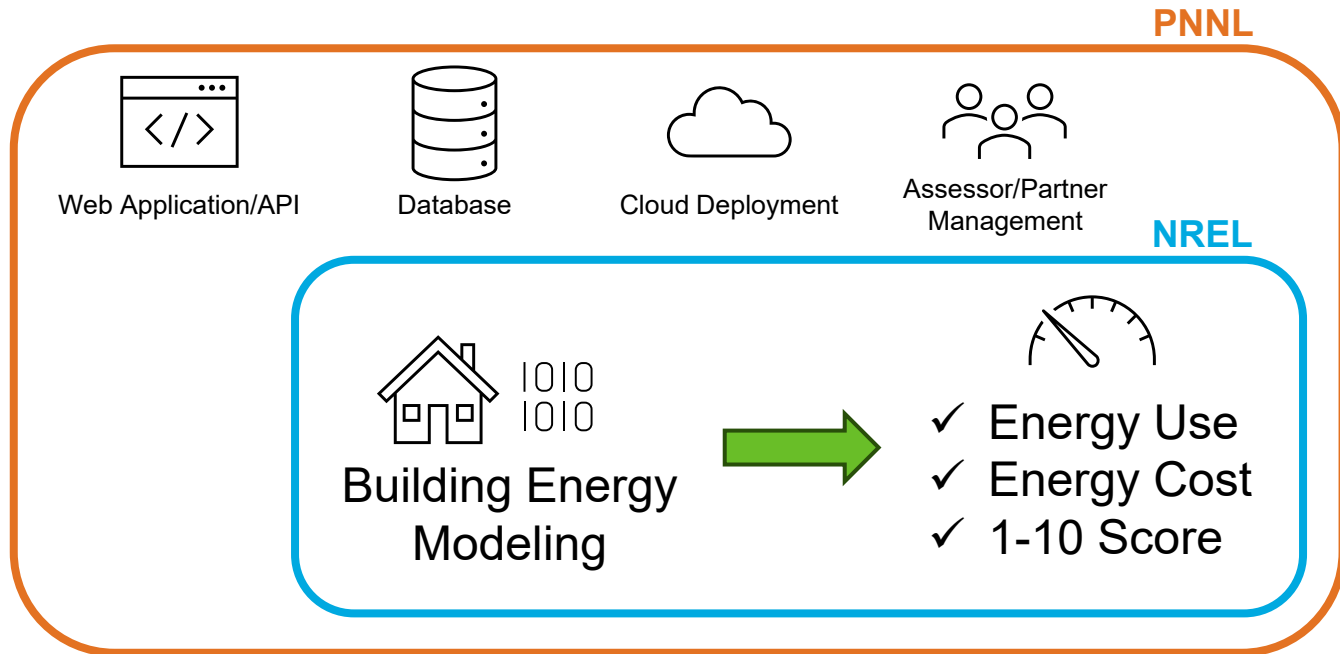 PNNL
</>
Web Application/API
Database
Cloud Deployment
Assessor/Partner
Management
NREL
1010
1010
Building Energy
Modeling
✓ Energy Use
✓ Energy Cost
✓ 1-10 Score